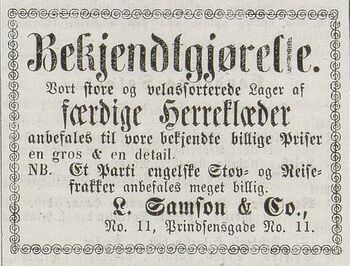 Bekjendtgjørelse.
Vort store og velassorterede Lager af
færdige Herreklæder
anbefales til vore bekjendte billige Priser
en gros & en detail.
NB. Et Parti engelske Støv- og Reise-
frakker anbefales meget billig.
L. Samson & Co.,
No. 11, Prindsensgade No. 11.